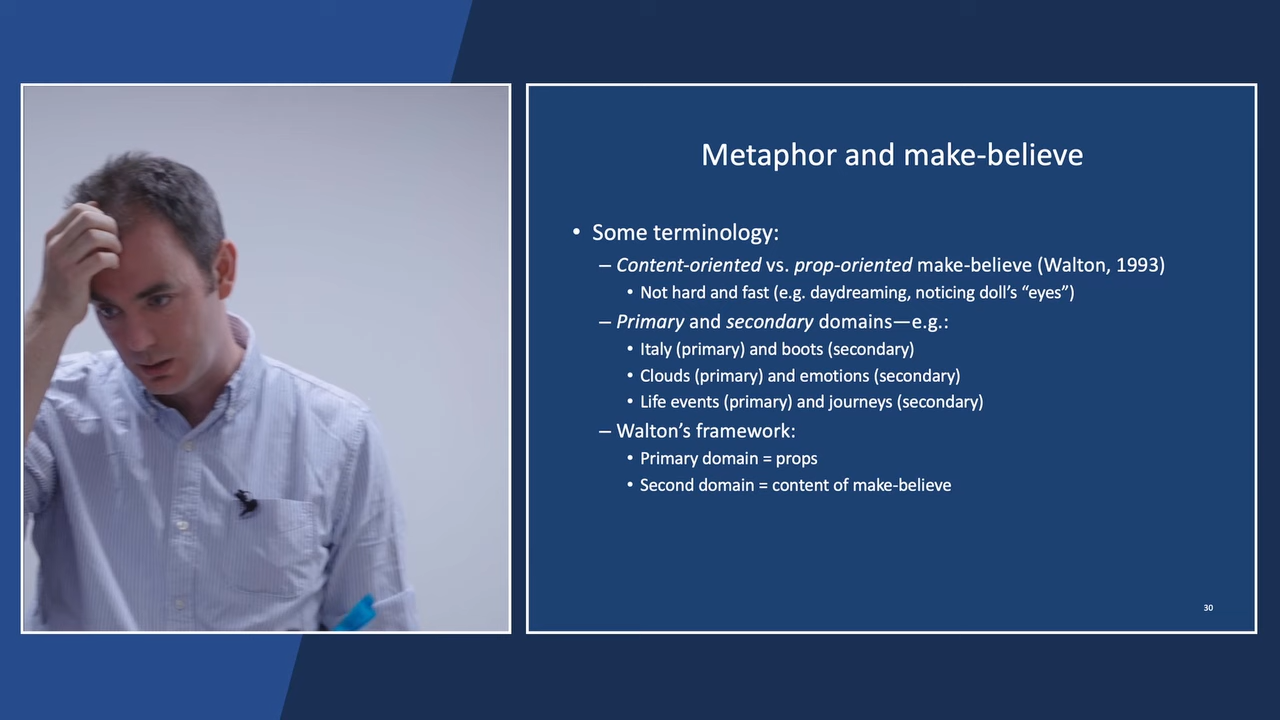 Metaphor and make-believe
• Some terminology:
– Content-oriented vs. prop-oriented make-believe (Walton, 1993)
• Not hard and fast (e.g. daydreaming, noticing doll’s “eyes”)
– Primary and secondary domains—e.g.:
• Italy (primary) and boots (secondary)
• Clouds (primary) and emotions (secondary)
• Life events (primary) and journeys (secondary)
– Walton’s framework:
• Primary domain = props
• Second domain = content of make-believe
30